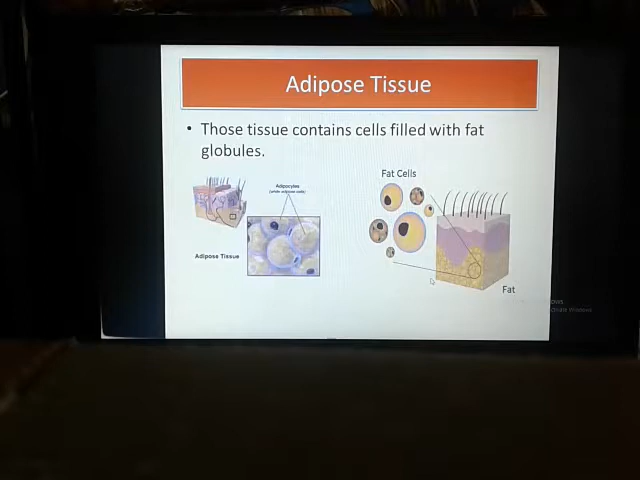 Adipose Tissue
• Those tissue contains cells filled with fat
globules.
Fat Cells
Adipocytes
Adipose Tissue
Fat